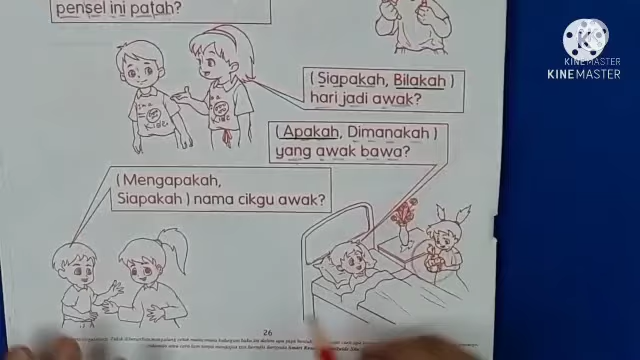 pensel ini patah?
KINEMASTER
KINEMASTER
( Siapakah, Bilakah )
hari jadi awak?
( Apakah, Dimanakah )
yang awak bawa?
( Mengapakah,
Siapakah ) nama cikgu awak?
26